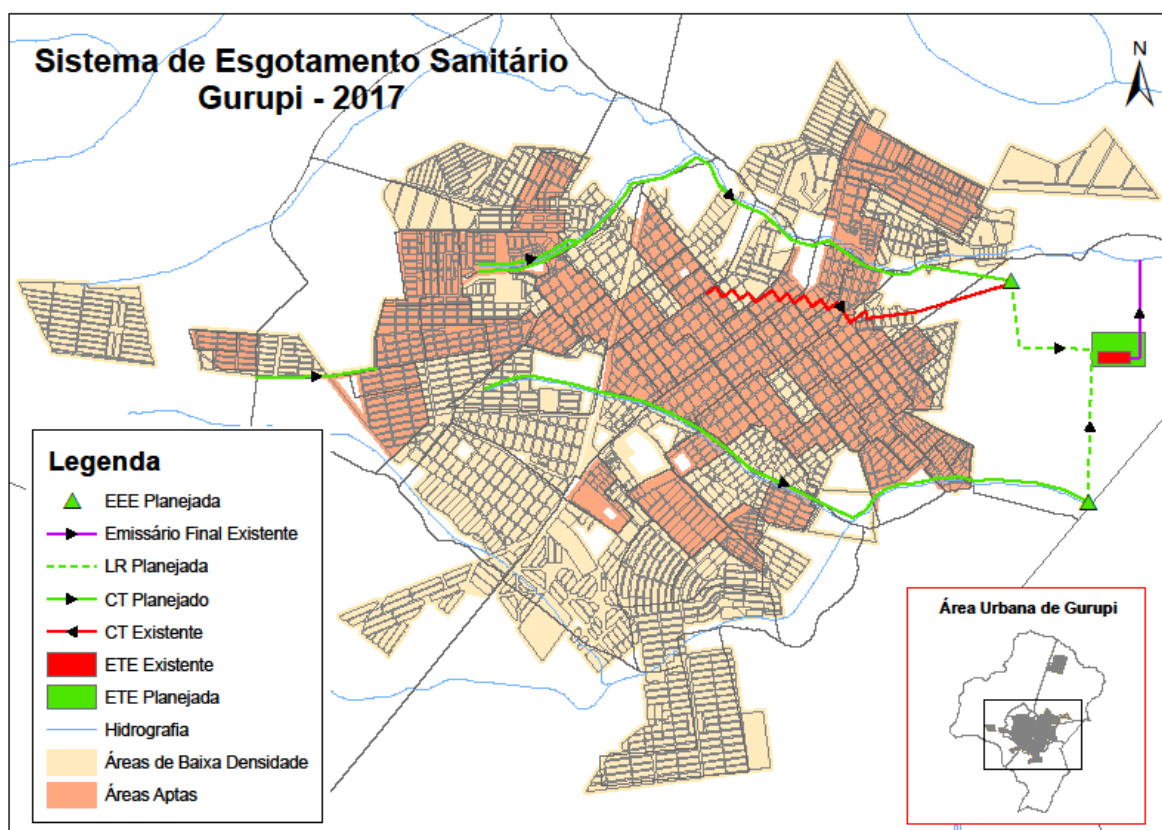 Sistema de Esgotamento Sanitário
Gurupi - 2017
N
Legenda
EEE Planejada
Emissário Final Existente
LR Planejada
CT Planejado
CT Existente
ETE Existente
ETE Planejada
Hidrografia
Áreas de Baixa Densidade
Áreas Aptas
Área Urbana de Gurupi